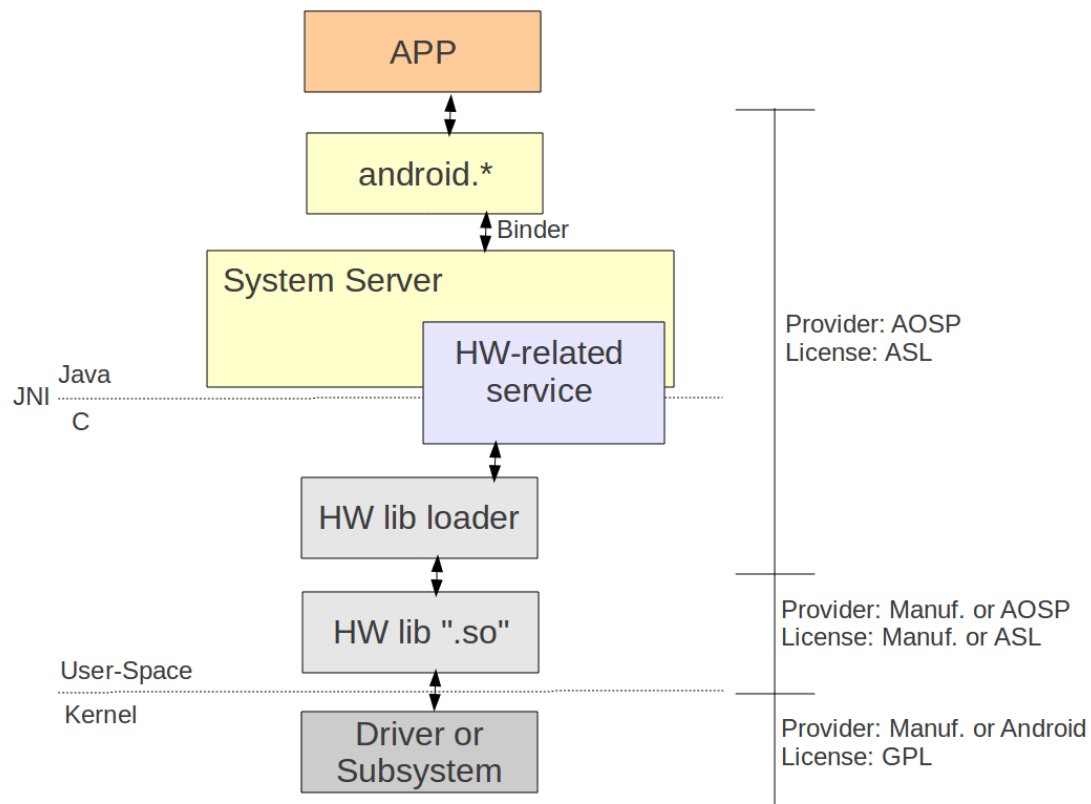 APP
android.*
Binder
System Server
HW-related
service
Provider: AOSP
License: ASL
Java
JNI
C
HW lib loader
HW lib ".so"
Provider: Manuf. or AOSP
License: Manuf. or ASL
User-Space
Kernel
Driver or
Subsystem
Provider: Manuf. or Android
License: GPL